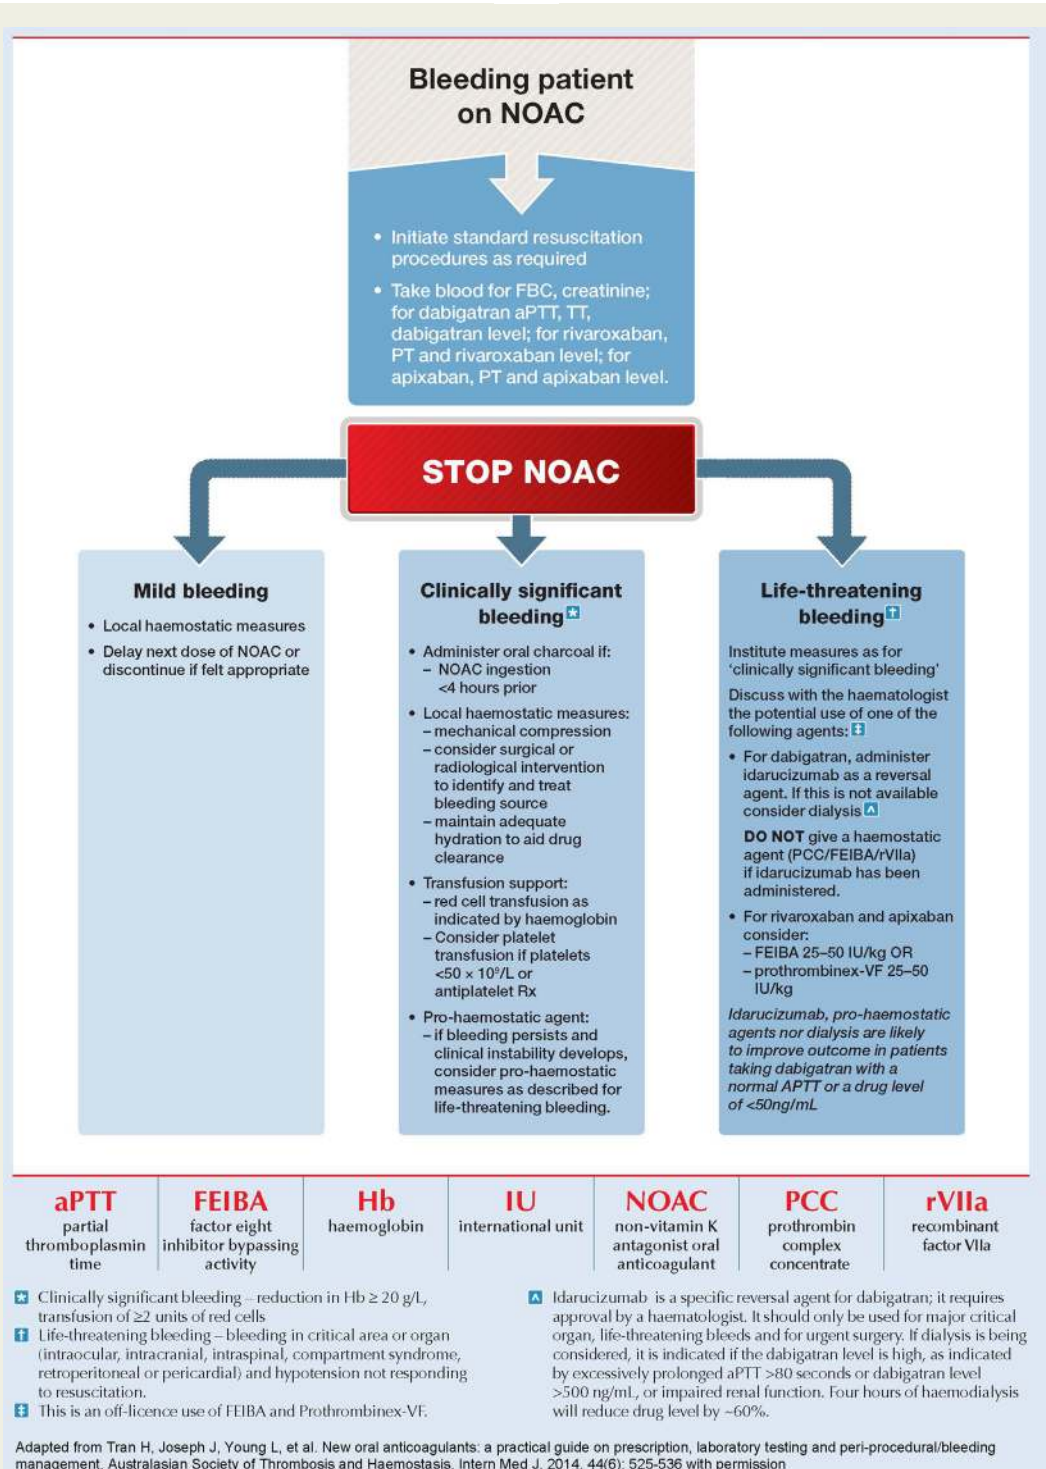 Bleeding patient
on NOAC
• Initiate standard resuscitation
procedures as required
• Take blood for FBC, creatinine;
for dabigatran aPTT, TT,
dabigatran level; for rivaroxaban,
PT and rivaroxaban level; for
apixaban, PT and apixaban level.
STOP NOAC
Mild bleeding
• Local haemostatic measures
• Delay next dose of NOAC or
discontinue if felt appropriate
Clinically significant
bleeding *
• Administer oral charcoal if:
– NOAC ingestion
<4 hours prior
• Local haemostatic measures:
– mechanical compression
– consider surgical or
radiological intervention
to identify and treat
bleeding source
– maintain adequate
hydration to aid drug
clearance
• Transfusion support:
– red cell transfusion as
indicated by haemoglobin
– Consider platelet
transfusion if platelets
<50 × 10⁹/L or
antiplatelet Rx
• Pro-haemostatic agent:
– if bleeding persists and
clinical instability develops,
consider pro-haemostatic
measures as described for
life-threatening bleeding.
Life-threatening
bleeding †
Institute measures as for
‘clinically significant bleeding’
Discuss with the haematologist
the potential use of one of the
following agents: ‡
• For dabigatran, administer
idarucizumab as a reversal
agent. If this is not available
consider dialysis ^
DO NOT give a haemostatic
agent (PCC/FEIBA/rVIIa)
if idarucizumab has been
administered.
• For rivaroxaban and apixaban
consider:
– FEIBA 25–50 IU/kg OR
– prothrombinex-VF 25–50
IU/kg
Idarucizumab, pro-haemostatic
agents nor dialysis are likely
to improve outcome in patients
taking dabigatran with a
normal APTT or a drug level
of <50ng/mL
aPTT
partial
thromboplasmin
time
FEIBA
factor eight
inhibitor bypassing
activity
Hb
haemoglobin
IU
international unit
NOAC
non-vitamin K
antagonist oral
anticoagulant
PCC
prothrombin
complex
concentrate
rVIIa
recombinant
factor VIIa
* Clinically significant bleeding – reduction in Hb ≥ 20 g/L,
transfusion of ≥2 units of red cells
† Life-threatening bleeding – bleeding in critical area or organ
(intraocular, intracranial, intraspinal, compartment syndrome,
retroperitoneal or pericardial) and hypotension not responding
to resuscitation.
‡ This is an off-licence use of FEIBA and Prothrombinex-VF.
^ Idarucizumab is a specific reversal agent for dabigatran; it requires
approval by a haematologist. It should only be used for major critical
organ, life-threatening bleeds and for urgent surgery. If dialysis is being
considered, it is indicated if the dabigatran level is high, as indicated
by excessively prolonged aPTT >80 seconds or dabigatran level
>500 ng/mL, or impaired renal function. Four hours of haemodialysis
will reduce drug level by ~60%.
Adapted from Tran H, Joseph J, Young L, et al. New oral anticoagulants: a practical guide on prescription, laboratory testing and peri-procedural/bleeding
management. Australasian Society of Thrombosis and Haemostasis. Intern Med J. 2014. 44(6): 525-536 with permission